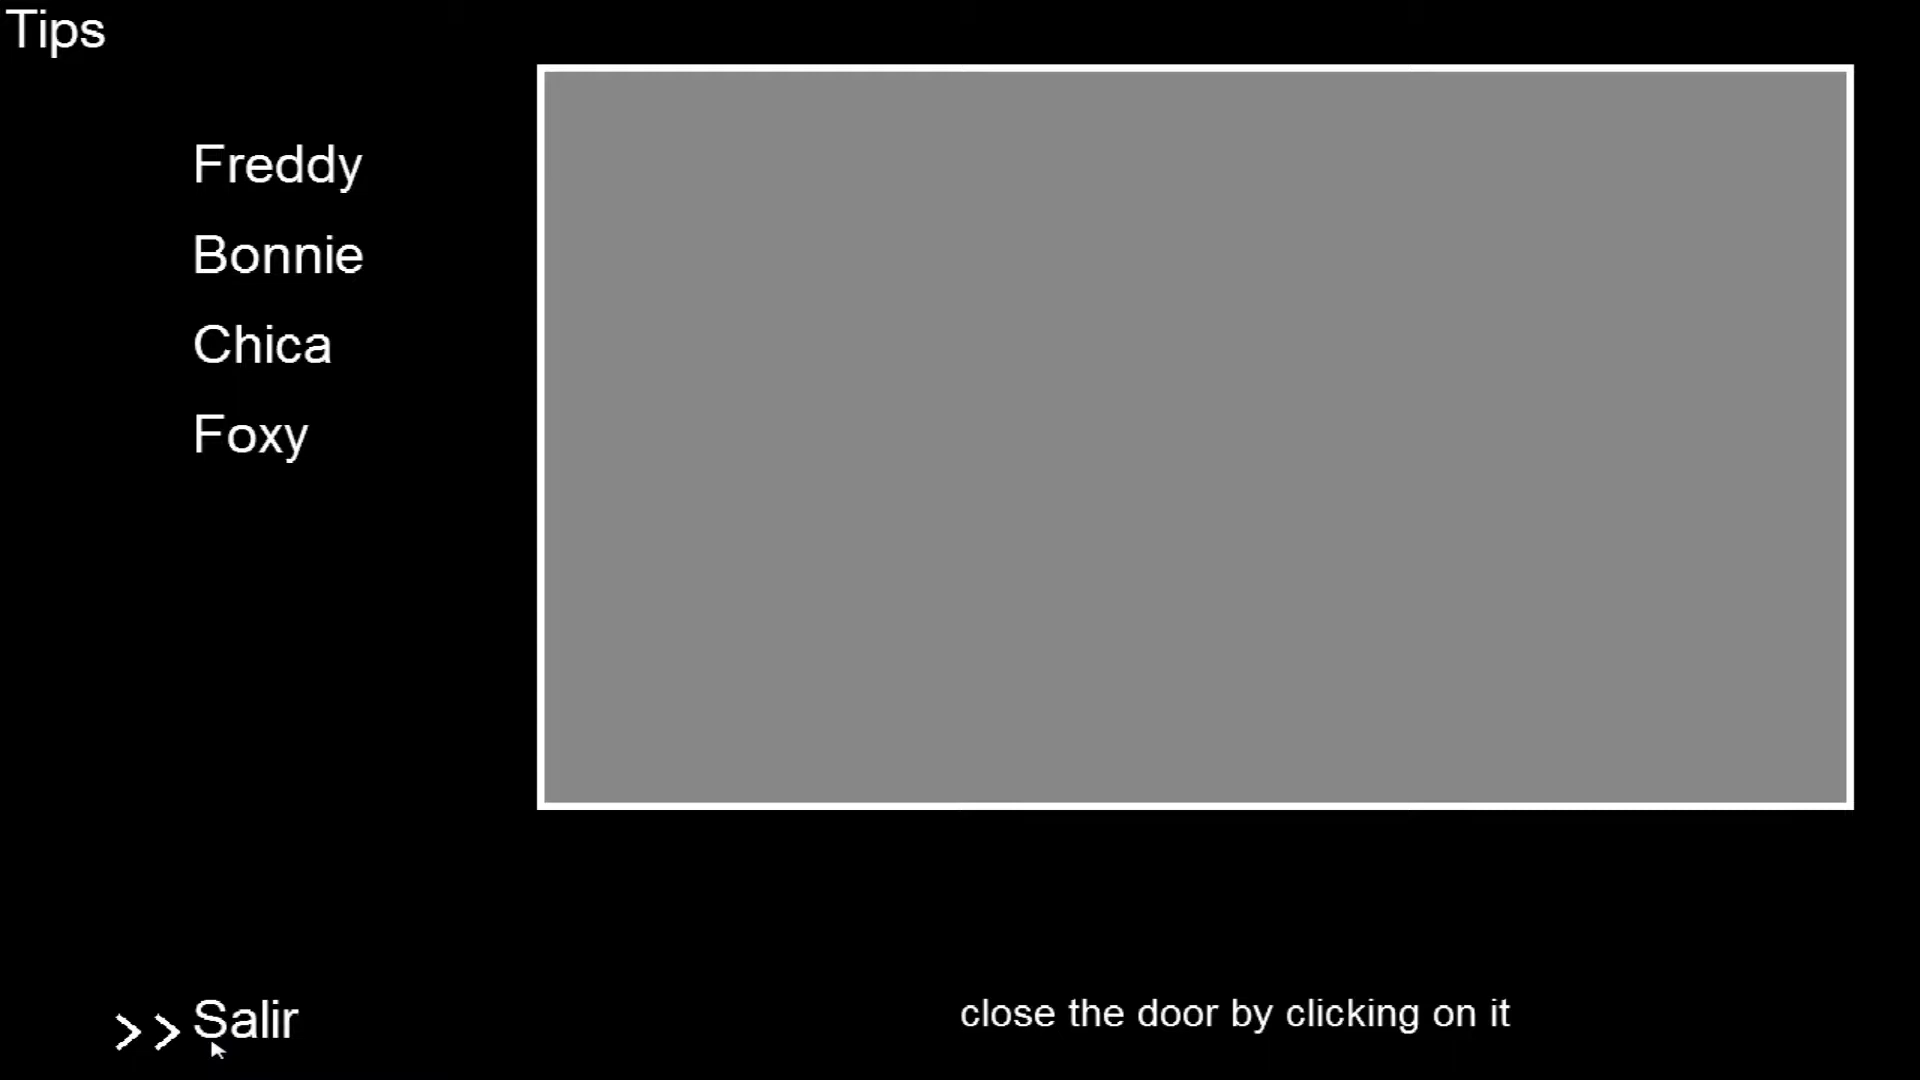 Tips
Freddy
Bonnie
Chica
Foxy
>> Salir
close the door by clicking on it